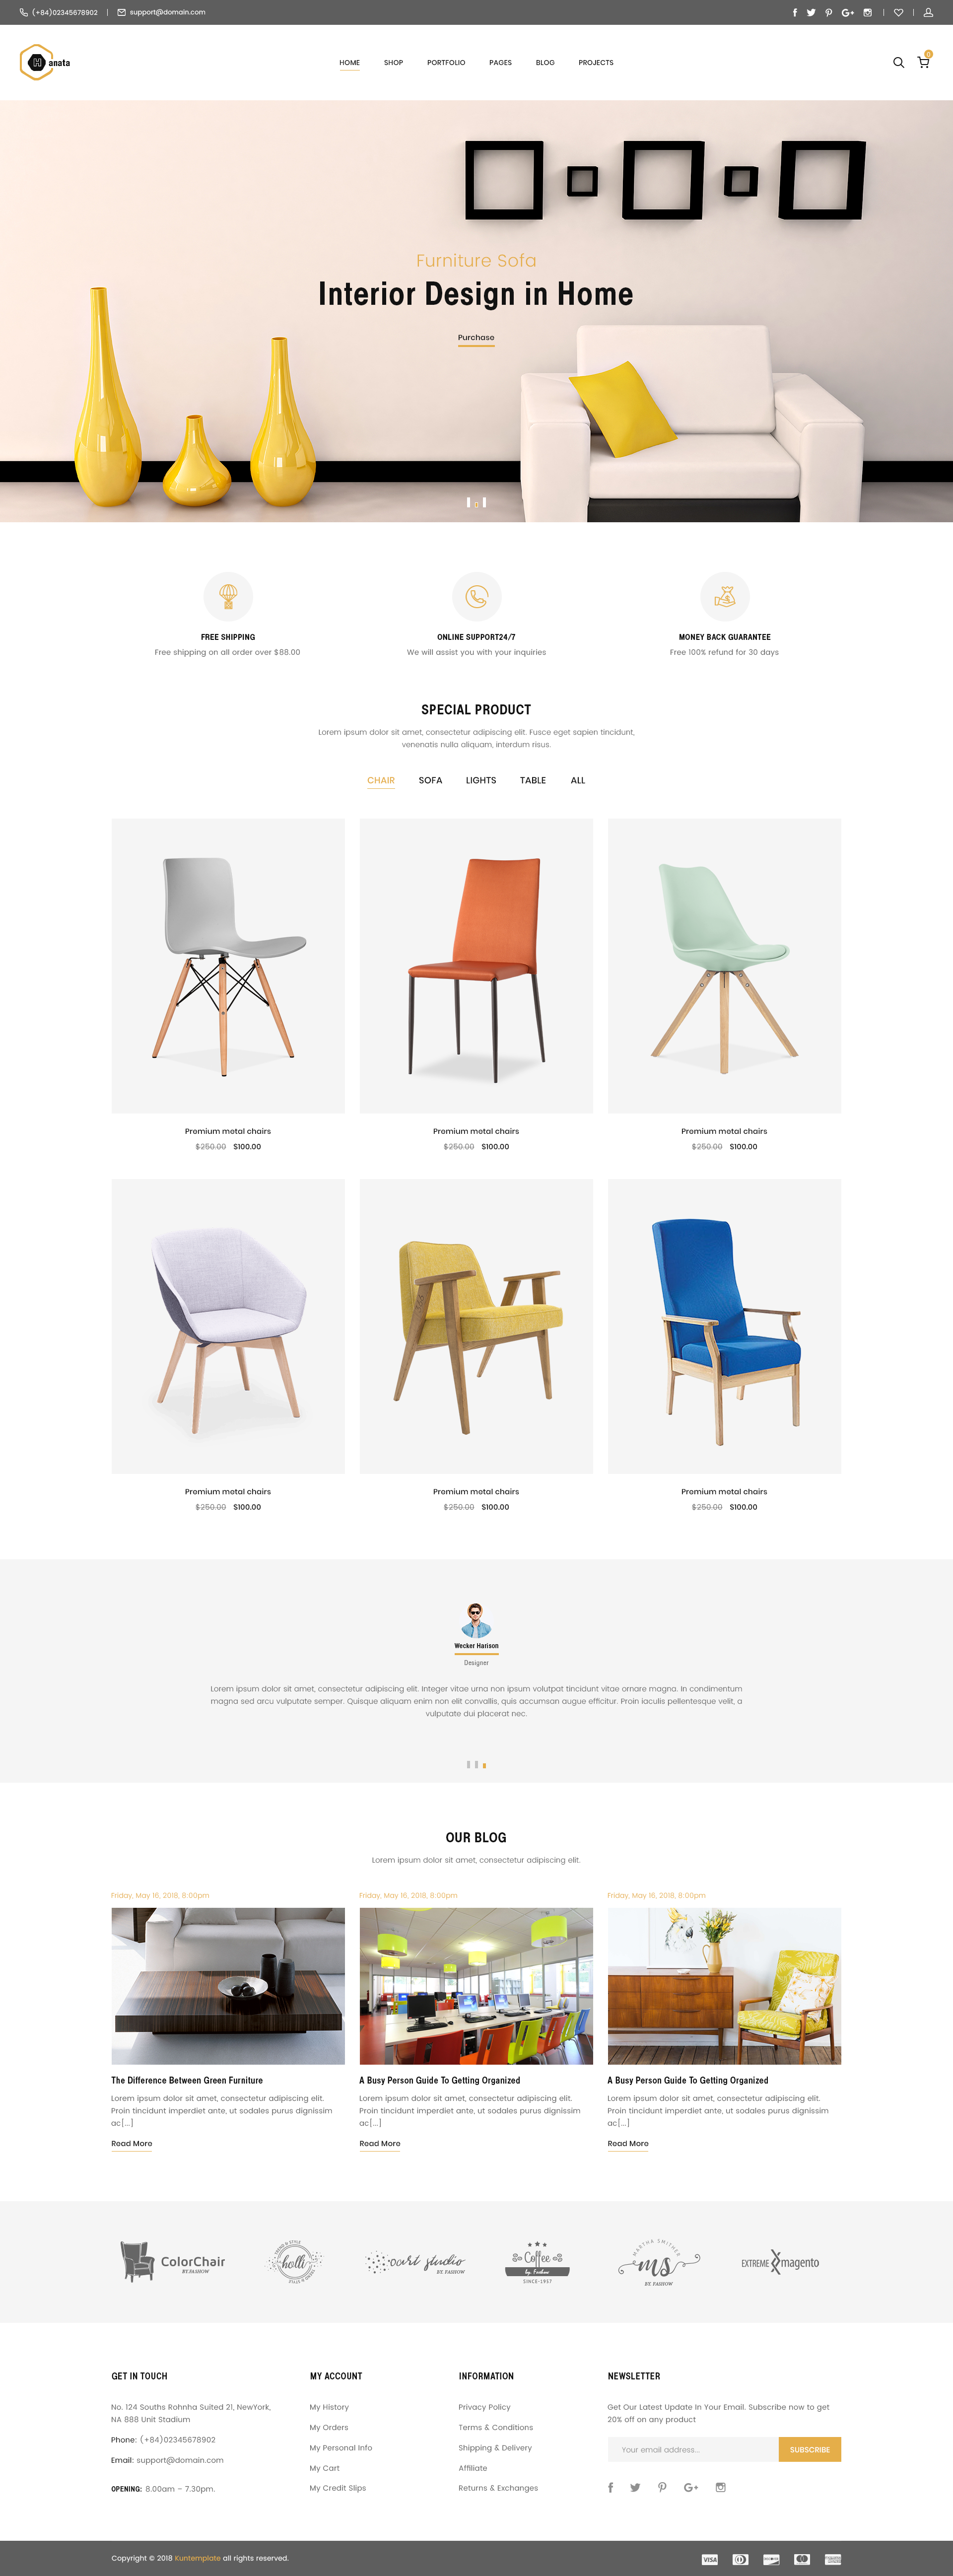 (+84)02345678902 | support@domain.com
Hanata
HOME SHOP PORTFOLIO PAGES BLOG PROJECTS
0
Furniture Sofa
Interior Design in Home
Purchase
FREE SHIPPING
Free shipping on all order over $88.00
ONLINE SUPPORT24/7
We will assist you with your inquiries
MONEY BACK GUARANTEE
Free 100% refund for 30 days
SPECIAL PRODUCT
Lorem ipsum dolor sit amet, consectetur adipiscing elit. Fusce eget sapien tincidunt,
venenatis nulla aliquam, interdum risus.
CHAIR SOFA LIGHTS TABLE ALL
Premium metal chairs
$250.00 $100.00
Premium metal chairs
$250.00 $100.00
Premium metal chairs
$250.00 $100.00
Premium metal chairs
$250.00 $100.00
Premium metal chairs
$250.00 $100.00
Premium metal chairs
$250.00 $100.00
Wecker Harison
Designer
Lorem ipsum dolor sit amet, consectetur adipiscing elit. Integer vitae urna non ipsum volutpat tincidunt vitae ornare magna. In condimentum
magna sed arcu vulputate semper. Quisque aliquam enim non elit convallis, quis accumsan augue efficitur. Proin iaculis pellentesque velit, a
vulputate dui placerat nec.
OUR BLOG
Lorem ipsum dolor sit amet, consectetur adipiscing elit.
Friday, May 16, 2018, 8:00pm
The Difference Between Green Furniture
Lorem ipsum dolor sit amet, consectetur adipiscing elit.
Proin tincidunt imperdiet ante, ut sodales purus dignissim
ac[...]
Read More
Friday, May 16, 2018, 8:00pm
A Busy Person Guide To Getting Organized
Lorem ipsum dolor sit amet, consectetur adipiscing elit.
Proin tincidunt imperdiet ante, ut sodales purus dignissim
ac[...]
Read More
Friday, May 16, 2018, 8:00pm
A Busy Person Guide To Getting Organized
Lorem ipsum dolor sit amet, consectetur adipiscing elit.
Proin tincidunt imperdiet ante, ut sodales purus dignissim
ac[...]
Read More
ColorChair
BY.FASHOW
holli
oart studio
BY. FASHOW
Coffee
by. Fashow
SINCE-1957
MARTHA SMITHER
ms
BY. FASHOW
EXTREME magento
GET IN TOUCH
No. 124 Souths Rohnha Suited 21, NewYork,
NA 888 Unit Stadium
Phone: (+84)02345678902
Email: support@domain.com
OPENING: 8.00am – 7.30pm.
MY ACCOUNT
My History
My Orders
My Personal Info
My Cart
My Credit Slips
INFORMATION
Privacy Policy
Terms & Conditions
Shipping & Delivery
Affiliate
Returns & Exchanges
NEWSLETTER
Get Our Latest Update In Your Email. Subscribe now to get
20% off on any product
Your email address... SUBSCRIBE
Copyright © 2018 Kuntemplate all rights reserved.
VISA